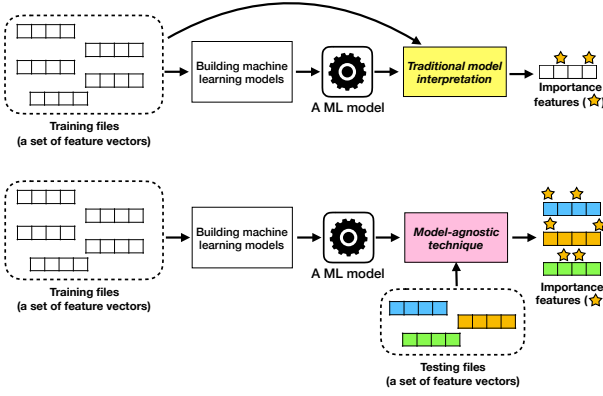 Training files
(a set of feature vectors)
Building machine
learning models
A ML model
Traditional model
interpretation
Importance
features (
)
Training files
(a set of feature vectors)
Building machine
learning models
A ML model
Model-agnostic
technique
Importance
features (
Testing files
(a set of feature vectors)